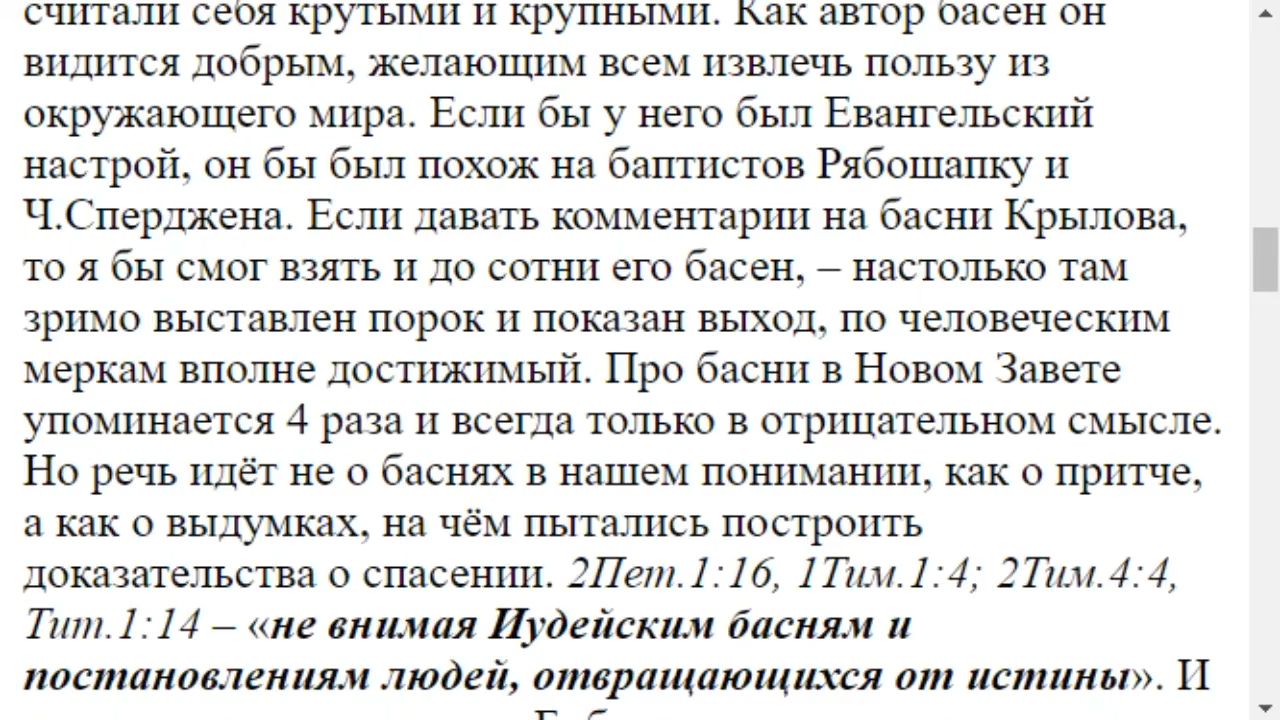 считали себя крутыми и крупными. Как автор басен он
видится добрым, желающим всем извлечь пользу из
окружающего мира. Если бы у него был Евангельский
настрой, он бы был похож на баптистов Рябошапку и
Ч.Сперджена. Если давать комментарии на басни Крылова,
то я бы смог взять и до сотни его басен, – настолько там
зримо выставлен порок и показан выход, по человеческим
меркам вполне достижимый. Про басни в Новом Завете
упоминается 4 раза и всегда только в отрицательном смысле.
Но речь идёт не о баснях в нашем понимании, как о притче,
а как о выдумках, на чём пытались построить
доказательства о спасении. 2Пет.1:16, 1Тим.1:4; 2Тим.4:4,
Тит.1:14 – «не внимая Иудейским басням и
постановлениям людей, отвращающихся от истины». И